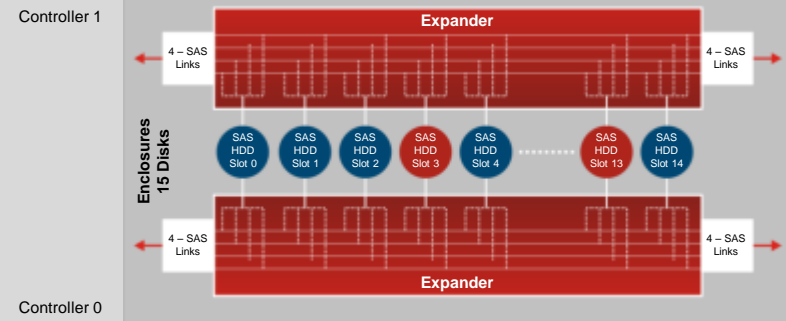 Controller 1
Expander
4 – SAS
Links
4 – SAS
Links
Enclosures
15 Disks
SAS
HDD
Slot 0
SAS
HDD
Slot 1
SAS
HDD
Slot 2
SAS
HDD
Slot 3
SAS
HDD
Slot 4
SAS
HDD
Slot 13
SAS
HDD
Slot 14
4 – SAS
Links
4 – SAS
Links
Expander
Controller 0